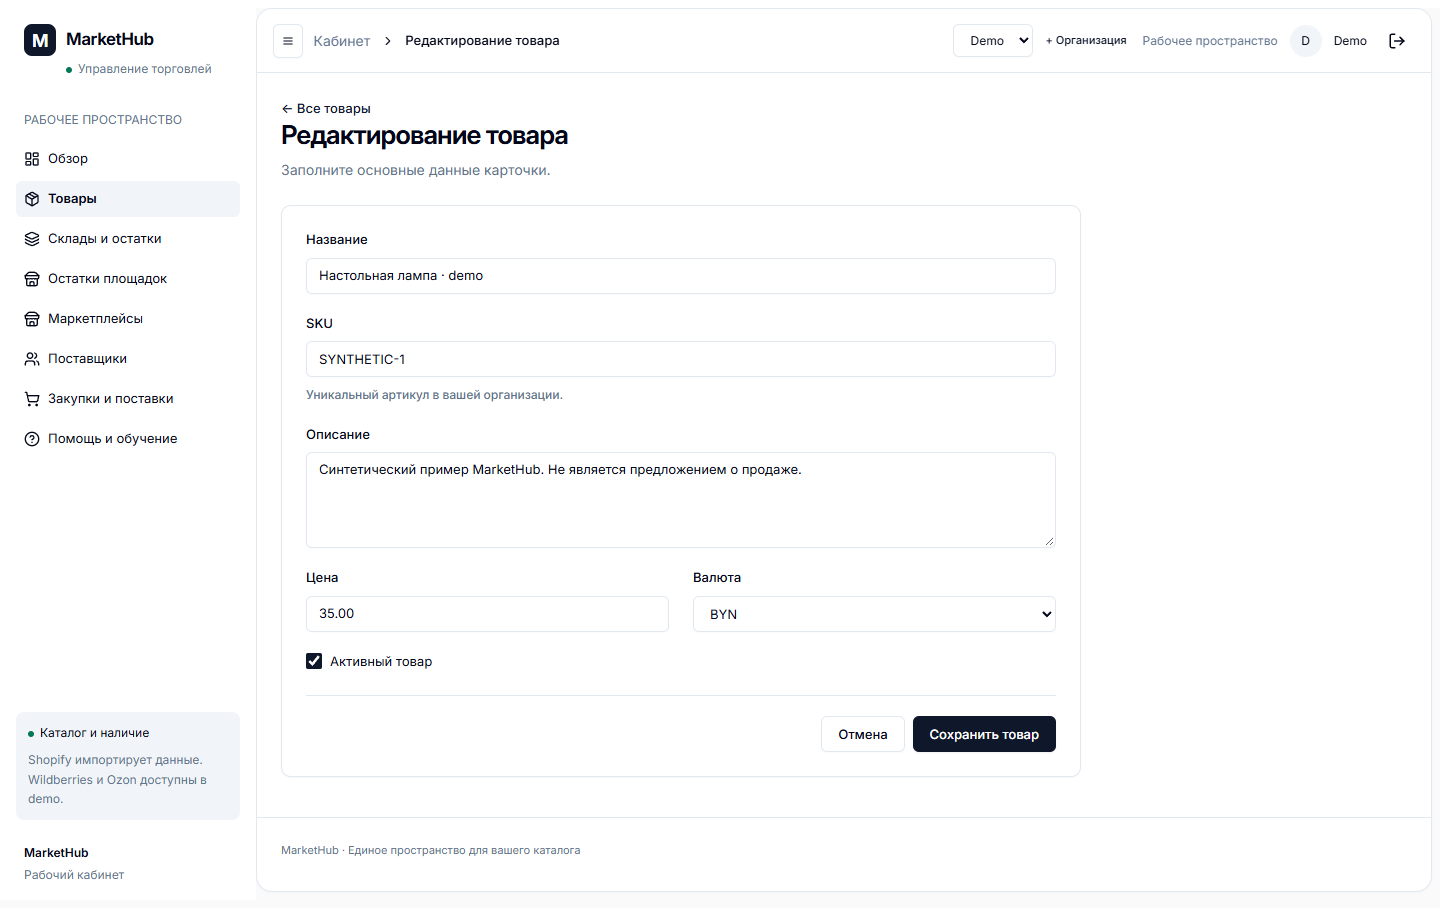 M MarketHub
Управление торговлей
РАБОЧЕЕ ПРОСТРАНСТВО
Обзор
Товары
Склады и остатки
Остатки площадок
Маркетплейсы
Поставщики
Закупки и поставки
Помощь и обучение
Каталог и наличие
Shopify импортирует данные.
Wildberries и Ozon доступны в
demo.
MarketHub
Рабочий кабинет
Кабинет > Редактирование товара
Demo + Организация Рабочее пространство D Demo
← Все товары
Редактирование товара
Заполните основные данные карточки.
Название
Настольная лампа · demo
SKU
SYNTHETIC-1
Уникальный артикул в вашей организации.
Описание
Синтетический пример MarketHub. Не является предложением о продаже.
Цена Валюта
35.00 BYN
Активный товар
Отмена Сохранить товар
MarketHub · Единое пространство для вашего каталога